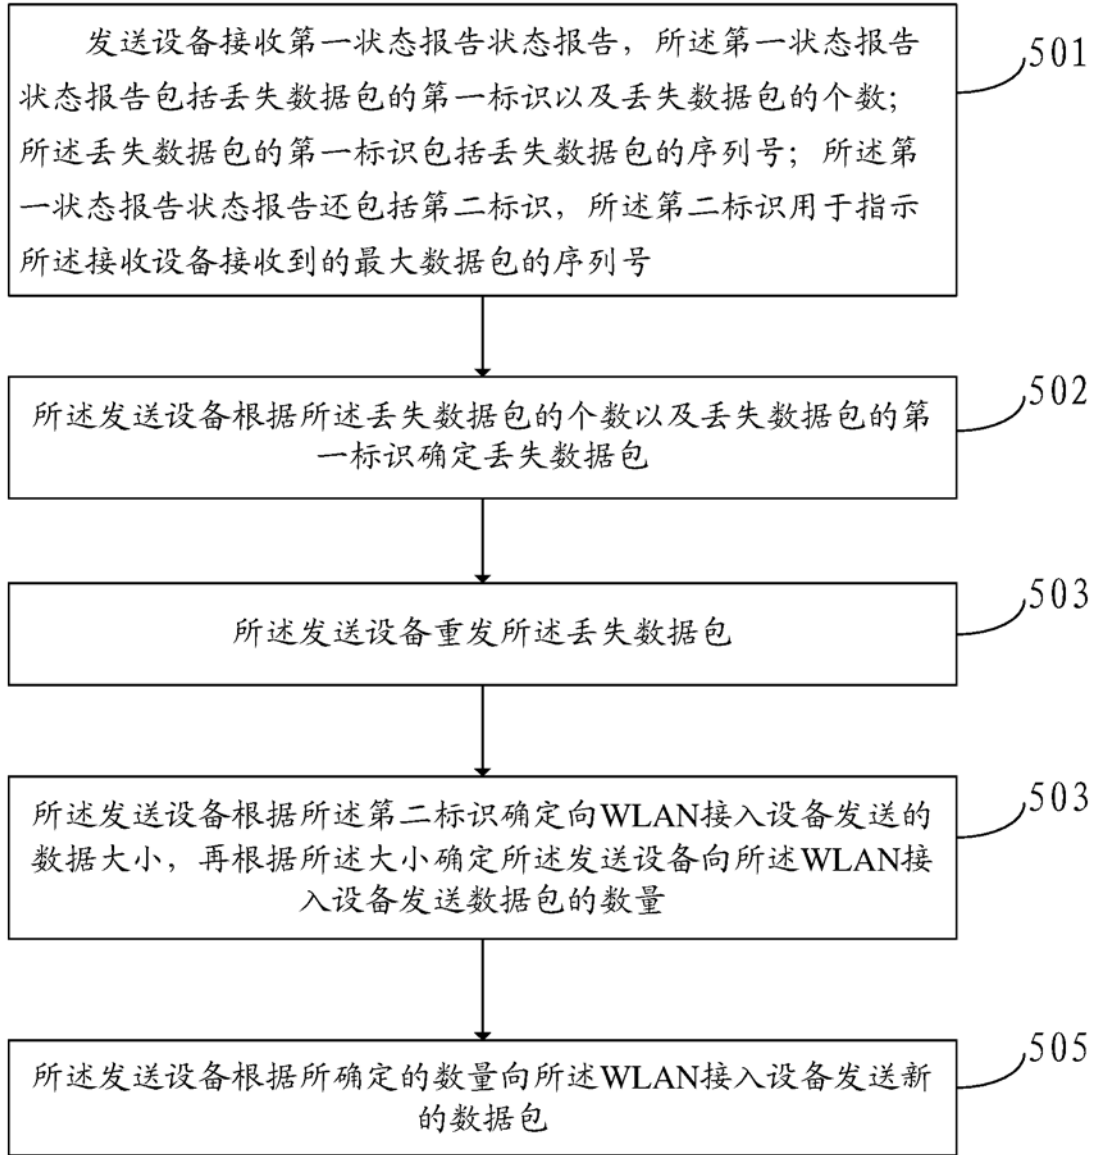 发送设备接收第一状态报告状态报告，所述第一状态报告
状态报告包括丢失数据包的第一标识以及丢失数据包的个数；
所述丢失数据包的第一标识包括丢失数据包的序列号；所述第
一状态报告状态报告还包括第二标识，所述第二标识用于指示
所述接收设备接收到的最大数据包的序列号
501
所述发送设备根据所述丢失数据包的个数以及丢失数据包的第
一标识确定丢失数据包
502
所述发送设备重发所述丢失数据包
503
所述发送设备根据所述第二标识确定向WLAN接入设备发送的
数据大小，再根据所述大小确定所述发送设备向所述WLAN接
入设备发送数据包的数量
503
所述发送设备根据所确定的数量向所述WLAN接入设备发送新
的数据包
505